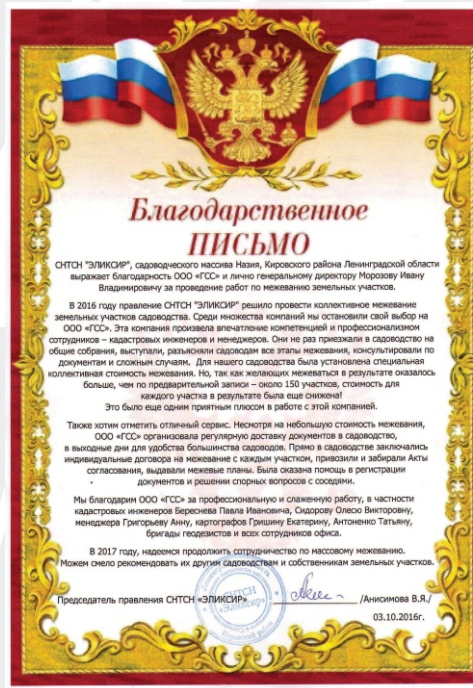 Благодарственное
ПИСЬМО
СНТСН "ЭЛИКСИР", садоводческого массива Назия, Кировского района Ленинградской области
выражает благодарность ООО «ГСС» и лично генеральному директору Морозову Ивану
Владимировичу за проведение работ по межеванию земельных участков.
В 2016 году правление СНТСН "ЭЛИКСИР" решило провести коллективное межевание
земельных участков садоводства. Среди множества компаний мы остановили свой выбор на
ООО «ГСС». Эта компания произвела впечатление компетенцией и профессионализмом
сотрудников – кадастровых инженеров и менеджеров. Они не раз приезжали в садоводство на
общие собрания, выступали, разъясняли садоводам все этапы межевания, консультировали по
документам и сложным случаям. Для нашего садоводства была установлена специальная
коллективная стоимость межевания. Но, так как желающих межеваться в результате оказалось
больше, чем по предварительной записи – около 150 участков, стоимость для
каждого участка в результате была еще снижена!
Это было еще одним приятным плюсом в работе с этой компанией.
Также хотим отметить отличный сервис. Несмотря на небольшую стоимость межевания,
ООО «ГСС» организовала регулярную доставку документов в садоводство,
в выходные дни для удобства большинства садоводов. Прямо в садоводстве заключались
индивидуальные договора на межевание с каждым участком, привозили и забирали Акты
согласования, выдавали межевые планы. Была оказана помощь в регистрации
документов и решении спорных вопросов с соседями.
Мы благодарим ООО «ГСС» за профессиональную и слаженную работу, в частности
кадастровых инженеров Береснева Павла Ивановича, Сидорову Олесю Викторовну,
менеджера Григорьеву Анну, картографов Гришину Екатерину, Антоненко Татьяну,
бригады геодезистов и всех сотрудников офиса.
В 2017 году, надеемся продолжить сотрудничество по массовому межеванию.
Можем смело рекомендовать их другим садоводствам и собственникам земельных участков.
Председатель правления СНТСН «ЭЛИКСИР» /Анисимова В.Я./
СНТСН
"Эликсир"
03.10.2016г.